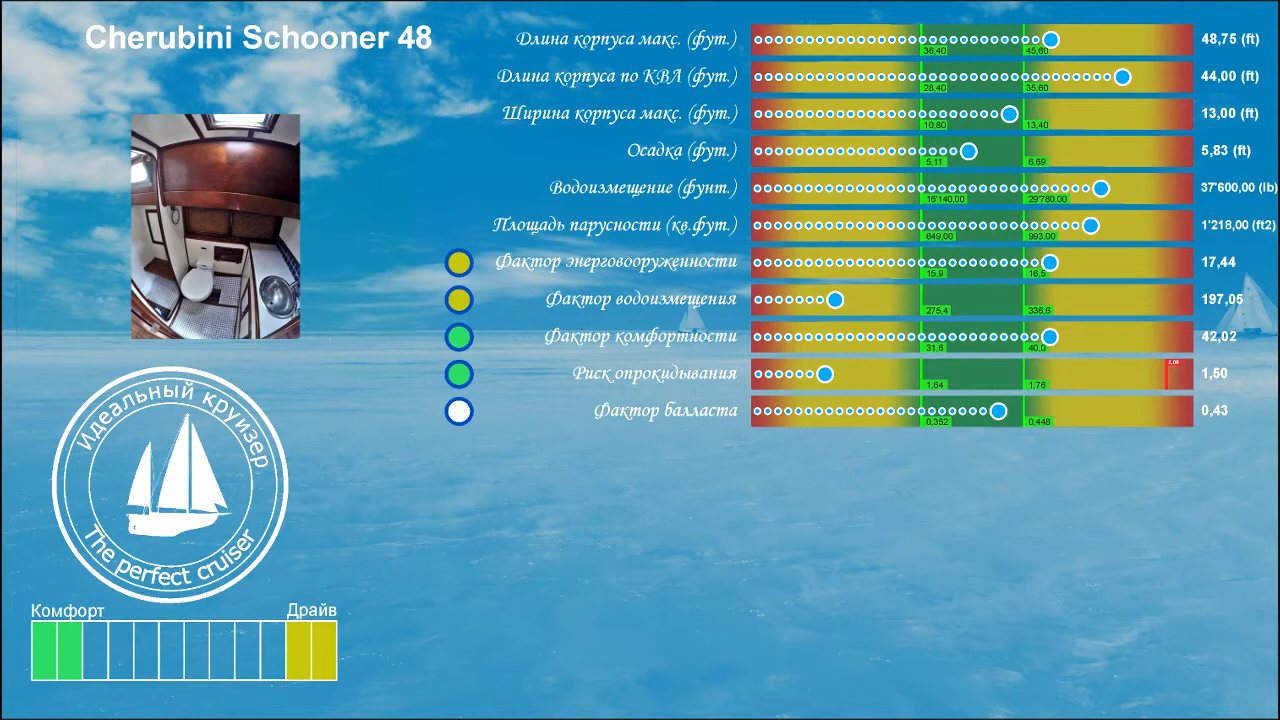 Cherubini Schooner 48
Длина корпуса макс. (фут.)
36,40
45,60
48,75 (ft)
Длина корпуса по КВЛ (фут.)
28,40
35,60
44,00 (ft)
Ширина корпуса макс. (фут.)
10,80
13,40
13,00 (ft)
Осадка (фут.)
5,11
6,69
5,83 (ft)
Водоизмещение (фунт.)
16'140,00
29'780,00
37'600,00 (lb)
Площадь парусности (кв.фут.)
649,00
993,00
1'218,00 (ft2)
Фактор энерговооруженности
15,9
16,5
17,44
Фактор водоизмещения
275,4
336,6
197,05
Фактор комфортности
31,6
40,0
42,02
Риск опрокидывания
1,64
1,76
2,08
1,50
Фактор балласта
0,352
0,448
0,43
Идеальный круизер
The perfect cruiser
Комфорт
Драйв